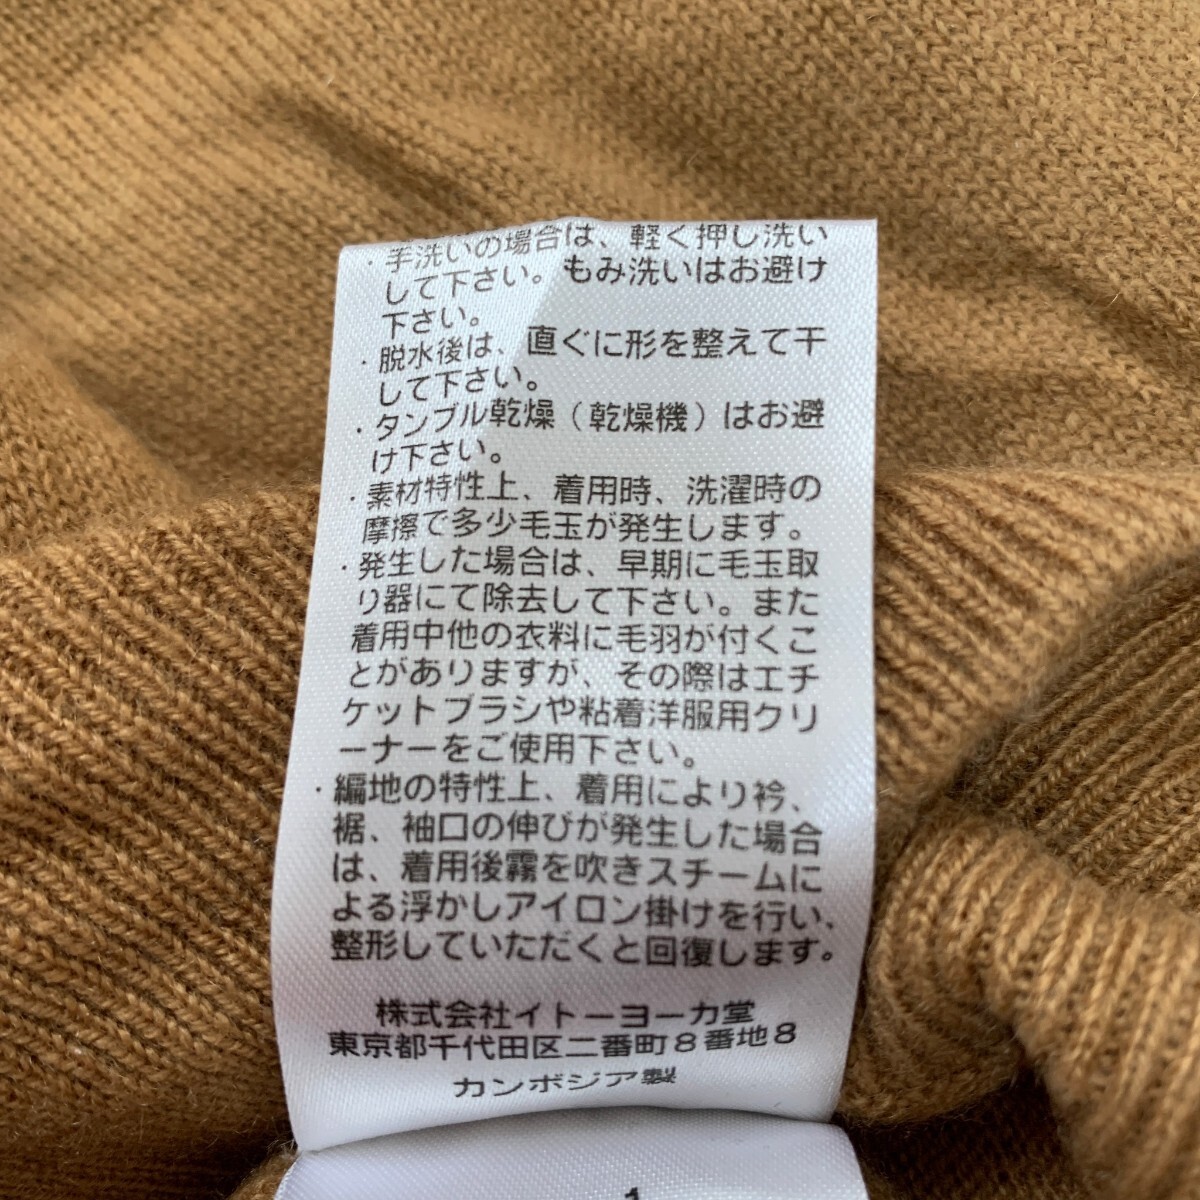 ・手洗いの場合は、軽く押し洗い
して下さい。もみ洗いはお避け
下さい。
・脱水後は、直ぐに形を整えて干
して下さい。
・タンブル乾燥（乾燥機）はお避
け下さい。
・素材特性上、着用時、洗濯時の
摩擦で多少毛玉が発生します。
・発生した場合は、早期に毛玉取
り器にて除去して下さい。また
着用中他の衣料に毛羽が付くこ
とがありますが、その際はエチ
ケットブラシや粘着洋服用クリ
ーナーをご使用下さい。
・編地の特性上、着用により衿、
裾、袖口の伸びが発生した場合
は、着用後霧を吹きスチームに
よる浮かしアイロン掛けを行い、
整形していただくと回復します。
株式会社イトーヨーカ堂
東京都千代田区二番町８番地８
カンボジア製